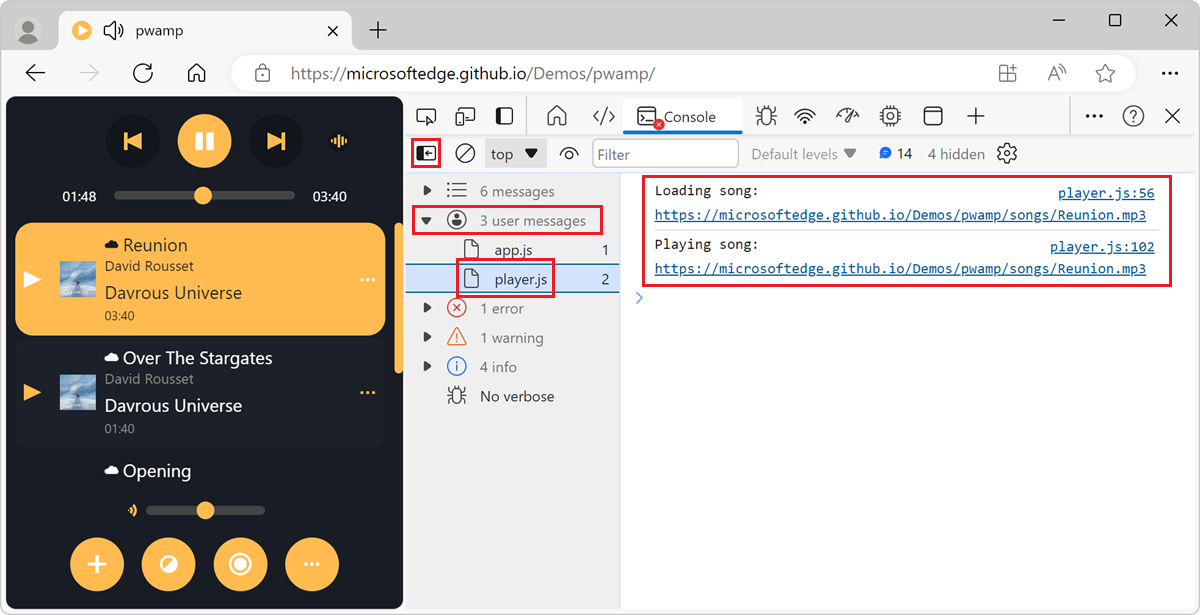 pwamp
https://microsoftedge.github.io/Demos/pwamp/
01:48
03:40
Reunion
David Rousset
Davrous Universe
03:40
Over The Stargates
David Rousset
Davrous Universe
01:40
Opening
Console
top
Filter
Default levels
14
4 hidden
6 messages
3 user messages
app.js 1
player.js 2
1 error
1 warning
4 info
No verbose
Loading song: player.js:56
https://microsoftedge.github.io/Demos/pwamp/songs/Reunion.mp3
Playing song: player.js:102
https://microsoftedge.github.io/Demos/pwamp/songs/Reunion.mp3